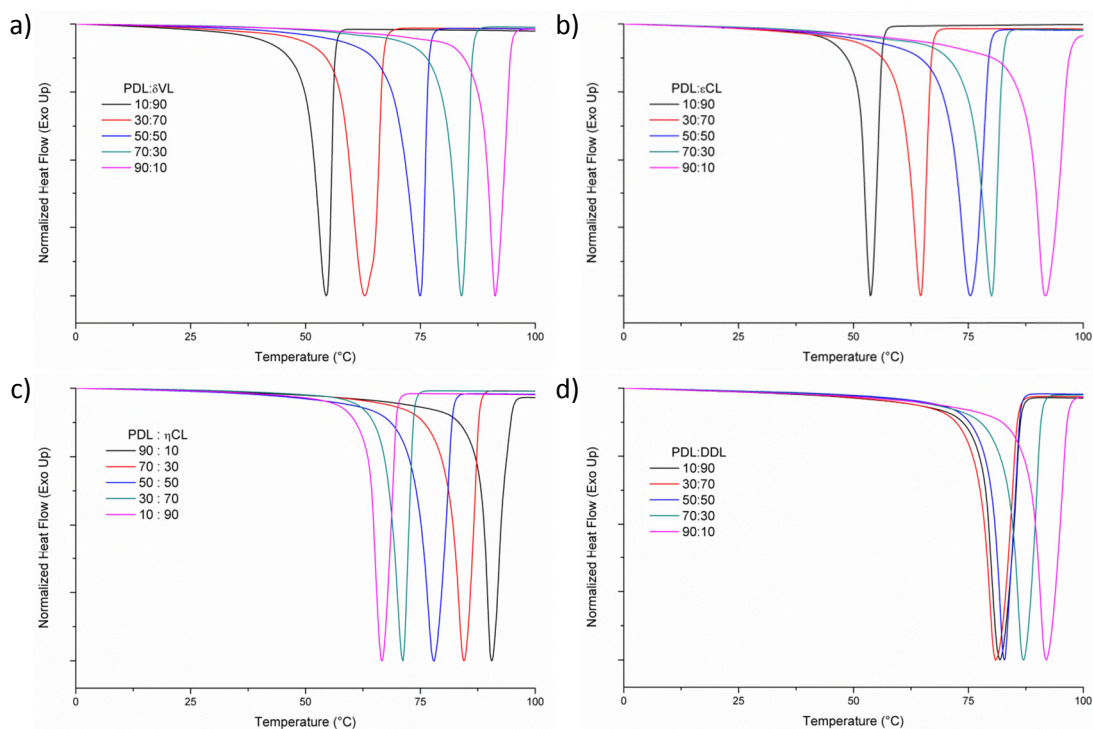 a)
Normalized Heat Flow (Exo Up)
PDL:δVL
10:90
30:70
50:50
70:30
90:10
0
25
50
75
100
Temperature (°C)
b)
Normalized Heat Flow (Exo Up)
PDL:εCL
10:90
30:70
50:50
70:30
90:10
0
25
50
75
100
Temperature (°C)
c)
Normalized Heat Flow (Exo Up)
PDL : ηCL
90 : 10
70 : 30
50 : 50
30 : 70
10 : 90
0
25
50
75
100
Temperature (°C)
d)
Normalized Heat Flow (Exo Up)
PDL:DDL
10:90
30:70
50:50
70:30
90:10
0
25
50
75
100
Temperature (°C)